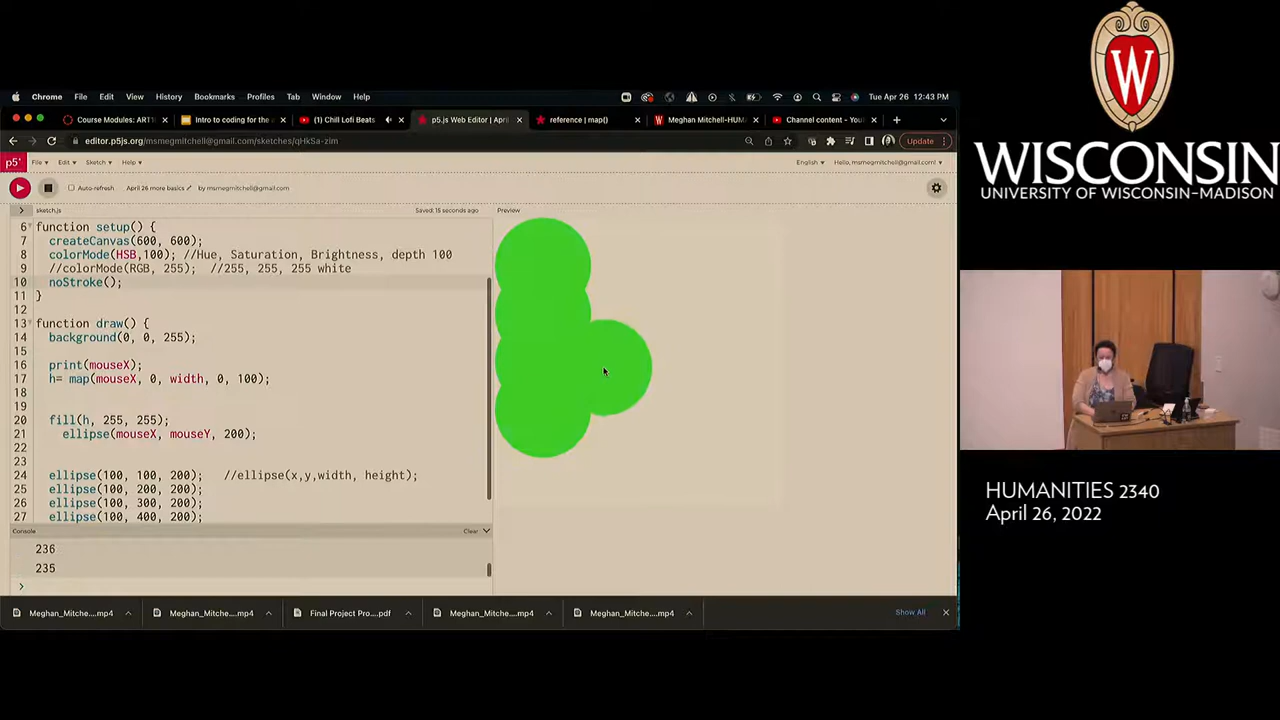 Chrome File Edit View History Bookmarks Profiles Tab Window Help Tue Apr 26 12:43 PM
Course Modules: ART1 Intro to coding for the a (1) Chill Lofi Beats p5.js Web Editor | April 26 reference | map() Meghan Mitchell-HUMA Channel content - You
editor.p5js.org/msmegmitchell@gmail.com/sketches/qHkSa-zim Update
p5* File Edit Sketch Help English Hello, msmegmitchell@gmail.com!
Auto-refresh April 26 more basics by msmegmitchell@gmail.com
sketch.js Saved: 15 seconds ago Preview
6 function setup() {
7 createCanvas(600, 600);
8 colorMode(HSB,100); //Hue, Saturation, Brightness, depth 100
9 //colorMode(RGB, 255); //255, 255, 255 white
10 noStroke();
11 }
12
13 function draw() {
14 background(0, 0, 255);
15
16 print(mouseX);
17 h= map(mouseX, 0, width, 0, 100);
18
19
20 fill(h, 255, 255);
21 ellipse(mouseX, mouseY, 200);
22
23
24 ellipse(100, 100, 200); //ellipse(x,y,width, height);
25 ellipse(100, 200, 200);
26 ellipse(100, 300, 200);
27 ellipse(100, 400, 200);
Console Clear
236
235
>
Meghan_Mitche....mp4 Meghan_Mitche....mp4 Final Project Pro....pdf Meghan_Mitche....mp4 Meghan_Mitche....mp4 Show All
W
WISCONSIN
UNIVERSITY OF WISCONSIN–MADISON
HUMANITIES 2340
April 26, 2022